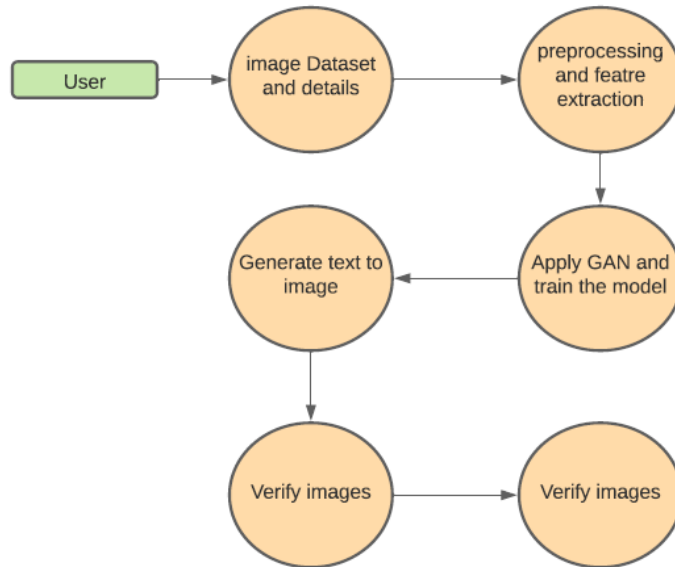 User
image Dataset
and details
preprocessing
and featre
extraction
Generate text to
image
Apply GAN and
train the model
Verify images
Verify images